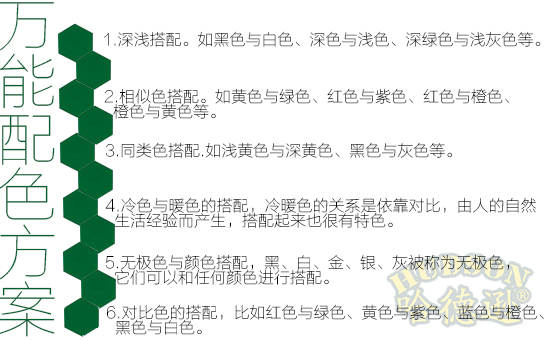 万能配色方案
1.深浅搭配。如黑色与白色、深色与浅色、深绿色与浅灰色等。
2.相似色搭配。如黄色与绿色、红色与紫色、红色与橙色、
橙色与黄色等。
3.同类色搭配.如浅黄色与深黄色、黑色与灰色等。
4.冷色与暖色的搭配，冷暖色的关系是依靠对比，由人的自然
生活经验而产生，搭配起来也很有特色。
5.无极色与颜色搭配，黑、白、金、银、灰被称为无极色，
它们可以和任何颜色进行搭配。
6.对比色的搭配，比如红色与绿色、黄色与紫色、蓝色与橙色、
黑色与白色。
哈德逊®